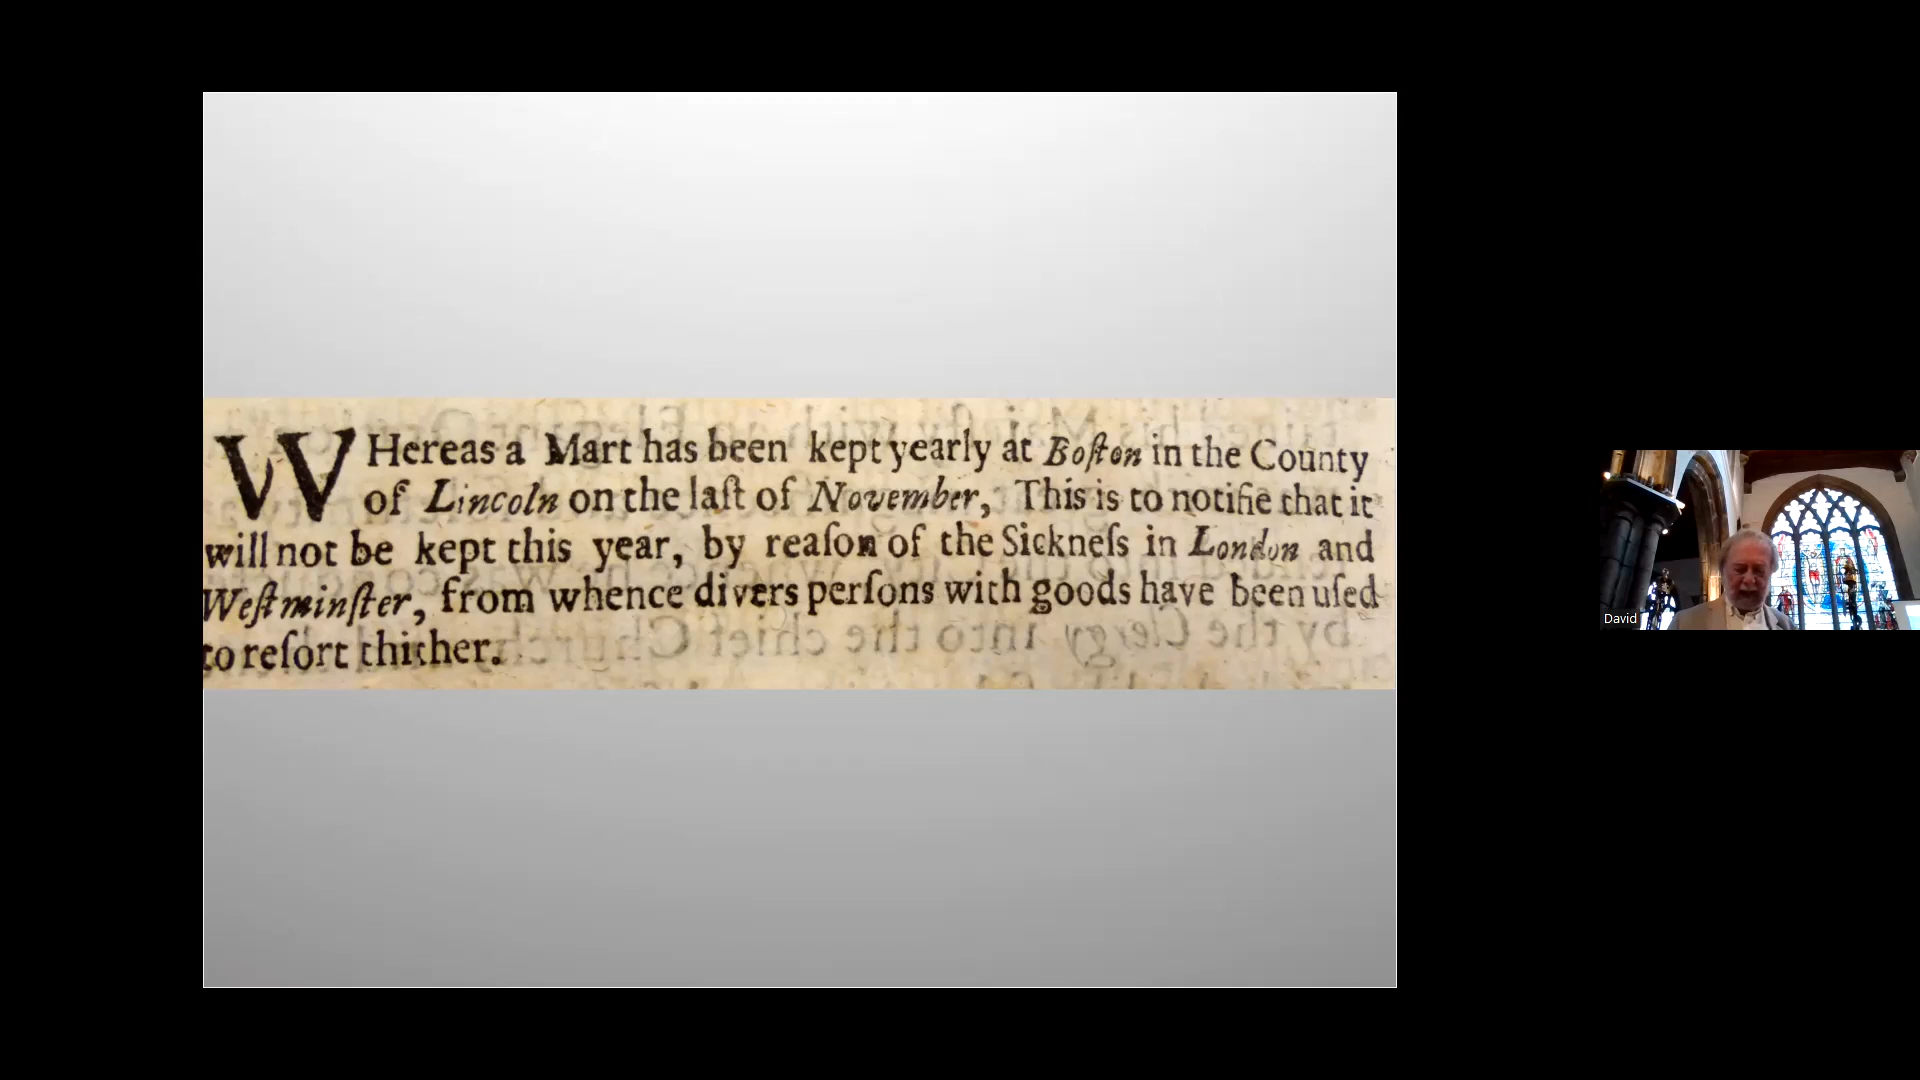 WHereas a Mart has been kept yearly at Boſton in the County
of Lincoln on the laſt of November, This is to notifie that it
will not be kept this year, by reaſon of the Sickneſs in London and
Weſtminſter, from whence divers perſons with goods have been uſed
to reſort thither.
David